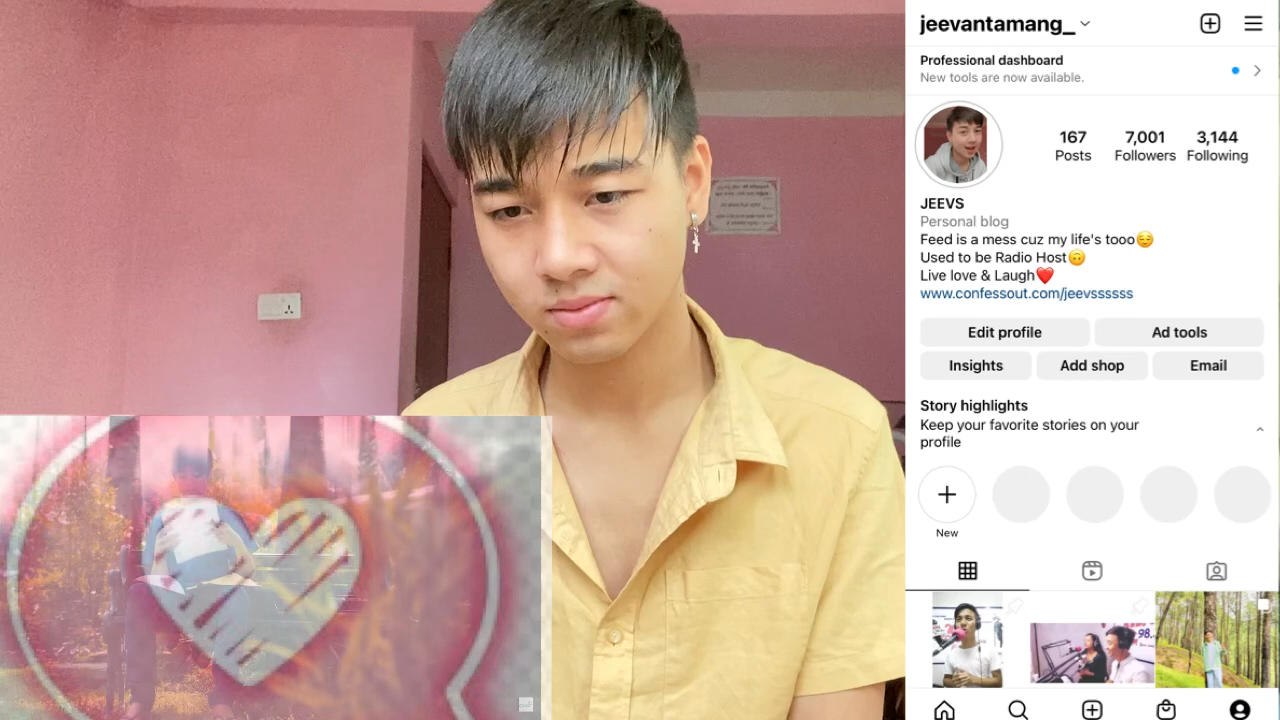 jeevantamang_
Professional dashboard
New tools are now available.
167
7,001
3,144
Posts
Followers
Following
JEEVS
Personal blog
Feed is a mess cuz my life's tooo😌
Used to be Radio Host🙃
Live love & Laugh❤️
www.confessout.com/jeevssssss
Edit profile
Ad tools
Insights
Add shop
Email
Story highlights
Keep your favorite stories on your
profile
New
98.